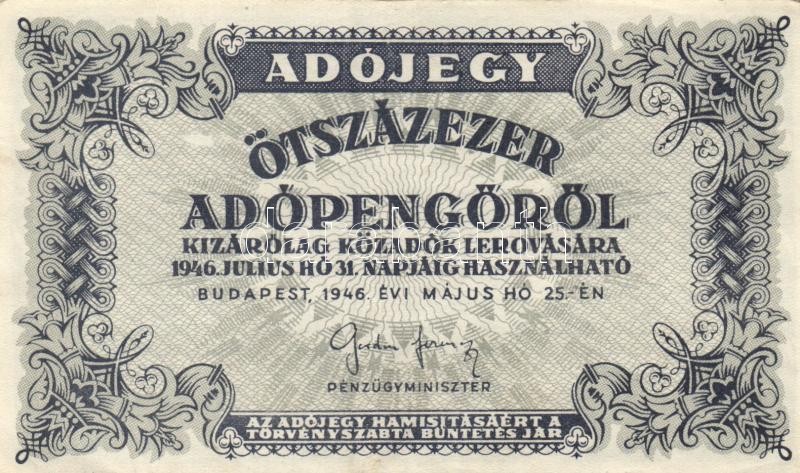 ADÓJEGY
ÖTSZÁZEZER
ADÓPENGŐRŐL
KIZÁRÓLAG KÖZADÓK LEROVÁSÁRA
1946. JULIUS HÓ 31. NAPJÁIG HASZNÁLHATÓ
BUDAPEST, 1946. ÉVI MÁJUS HÓ 25.-ÉN
PÉNZÜGYMINISZTER
AZ ADÓJEGY HAMISITÁSÁÉRT A
TÖRVÉNYSZABTA BÜNTETÉS JÁR